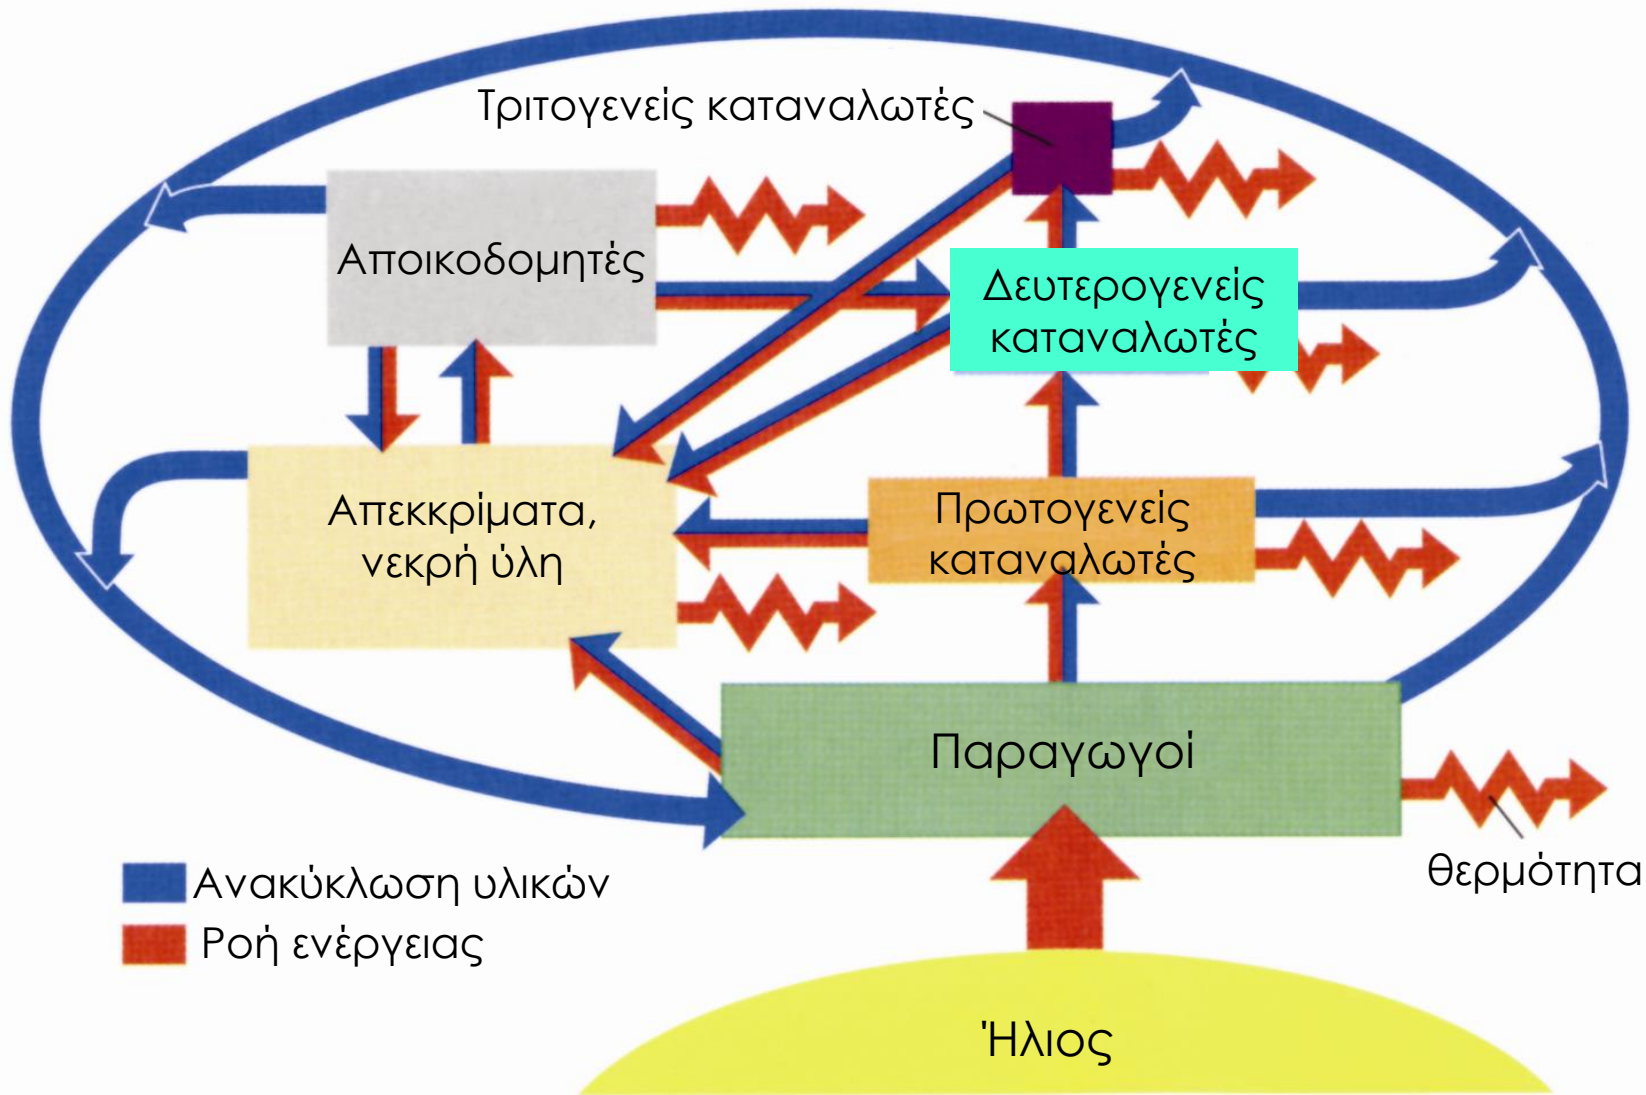 Τριτογενείς καταναλωτές
Αποικοδομητές
Δευτερογενείς
καταναλωτές
Απεκκρίματα,
νεκρή ύλη
Πρωτογενείς
καταναλωτές
Παραγωγοί
θερμότητα
Ανακύκλωση υλικών
Ροή ενέργειας
Ήλιος